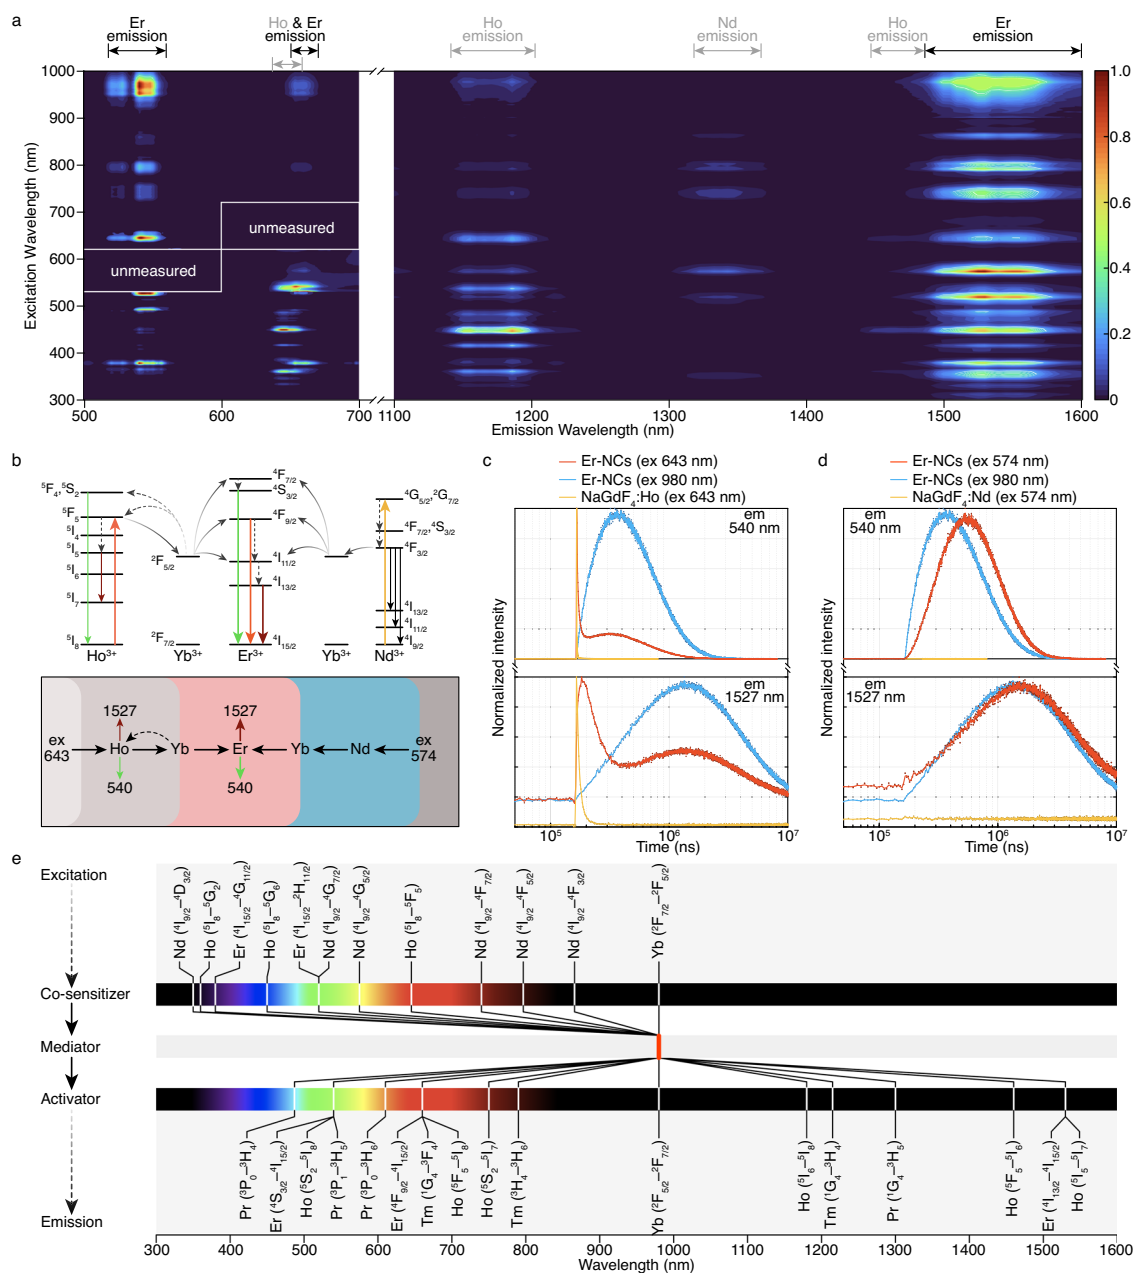 a
Er
emission
Ho & Er
emission
Ho
emission
Nd
emission
Ho
emission
Er
emission
Excitation Wavelength (nm)
1000
900
800
700
600
500
400
300
unmeasured
unmeasured
500
600
700
1100
1200
1300
1400
1500
1600
Emission Wavelength (nm)
1.0
0.8
0.6
0.4
0.2
0
b
⁵F₄,⁵S₂
⁵F₅
⁵I₄
⁵I₅
⁵I₆
⁵I₇
⁵I₈
²F₅/₂
²F₇/₂
⁴F₇/₂
⁴S₃/₂
⁴F₉/₂
⁴I₁₁/₂
⁴I₁₃/₂
⁴I₁₅/₂
⁴G₅/₂,²G₇/₂
⁴F₇/₂,⁴S₃/₂
⁴F₃/₂
⁴I₁₃/₂
⁴I₁₁/₂
⁴I₉/₂
Ho³⁺ Yb³⁺ Er³⁺ Yb³⁺ Nd³⁺
1527 1527
ex
643
Ho Yb Er Yb Nd
ex
574
540 540
c
Er-NCs (ex 643 nm)
Er-NCs (ex 980 nm)
NaGdF₄:Ho (ex 643 nm)
em
540 nm
em
1527 nm
Normalized intensity
10⁵ 10⁶ 10⁷
Time (ns)
d
Er-NCs (ex 574 nm)
Er-NCs (ex 980 nm)
NaGdF₄:Nd (ex 574 nm)
em
540 nm
em
1527 nm
Normalized intensity
10⁵ 10⁶ 10⁷
Time (ns)
e
Excitation
Co-sensitizer
Mediator
Activator
Emission
Nd (⁴I₉/₂–⁴D₃/₂)
Ho (⁵I₈–⁵G₂)
Er (⁴I₁₅/₂–⁴G₁₁/₂)
Ho (⁵I₈–⁵G₆)
Er (⁴I₁₅/₂–²H₁₁/₂)
Nd (⁴I₉/₂–⁴G₇/₂)
Nd (⁴I₉/₂–⁴G₅/₂)
Ho (⁵I₈–⁵F₅)
Nd (⁴I₉/₂–⁴F₇/₂)
Nd (⁴I₉/₂–⁴F₅/₂)
Nd (⁴I₉/₂–⁴F₃/₂)
Yb (²F₇/₂–²F₅/₂)
Pr (³P₀–³H₄)
Er (⁴S₃/₂–⁴I₁₅/₂)
Ho (⁵S₂–⁵I₈)
Pr (³P₁–³H₅)
Pr (³P₀–³H₆)
Er (⁴F₉/₂–⁴I₁₅/₂)
Tm (¹G₄–³F₄)
Ho (⁵F₅–⁵I₈)
Ho (⁵S₂–⁵I₇)
Tm (³H₄–³H₆)
Yb (²F₅/₂–²F₇/₂)
Ho (⁵I₆–⁵I₈)
Tm (¹G₄–³H₄)
Pr (¹G₄–³H₅)
Ho (⁵F₅–⁵I₆)
Er (⁴I₁₃/₂–⁴I₁₅/₂)
Ho (⁵I₅–⁵I₇)
300 400 500 600 700 800 900 1000 1100 1200 1300 1400 1500 1600
Wavelength (nm)